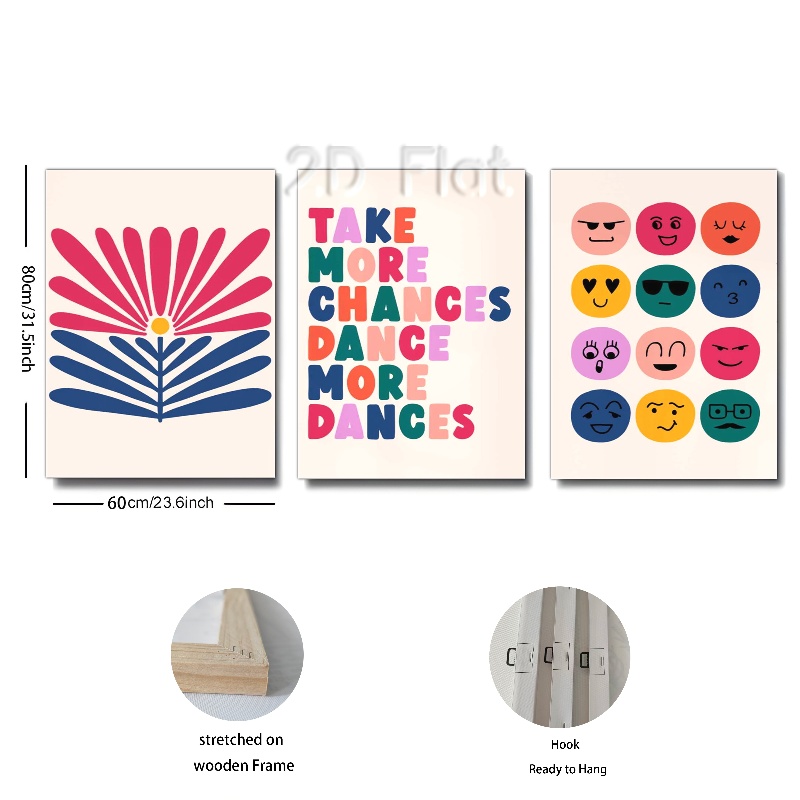 2D Flat
TAKE
MORE
CHANCES
DANCE
MORE
DANCES
80cm/31.5inch
60cm/23.6inch
stretched on
wooden Frame
Hook
Ready to Hang